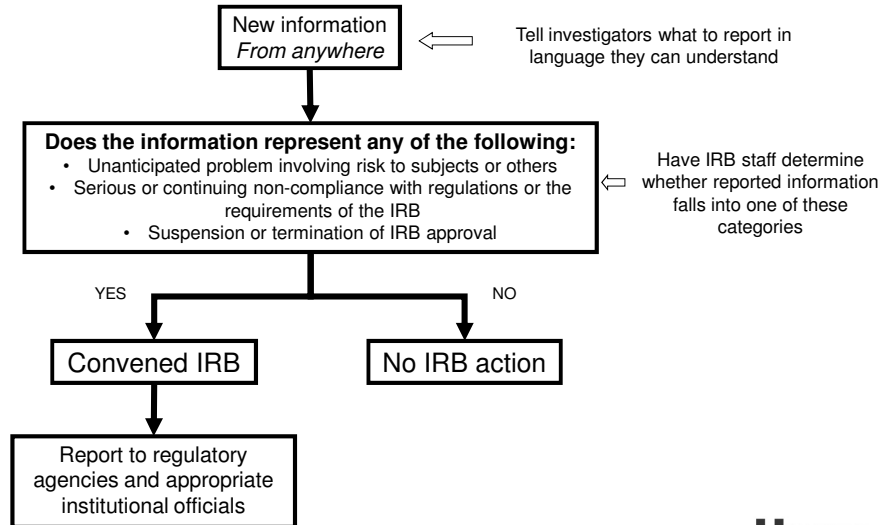 New information
From anywhere
Tell investigators what to report in
language they can understand
Does the information represent any of the following:
• Unanticipated problem involving risk to subjects or others
• Serious or continuing non-compliance with regulations or the
requirements of the IRB
• Suspension or termination of IRB approval
Have IRB staff determine
whether reported information
falls into one of these
categories
YES
NO
Convened IRB
No IRB action
Report to regulatory
agencies and appropriate
institutional officials